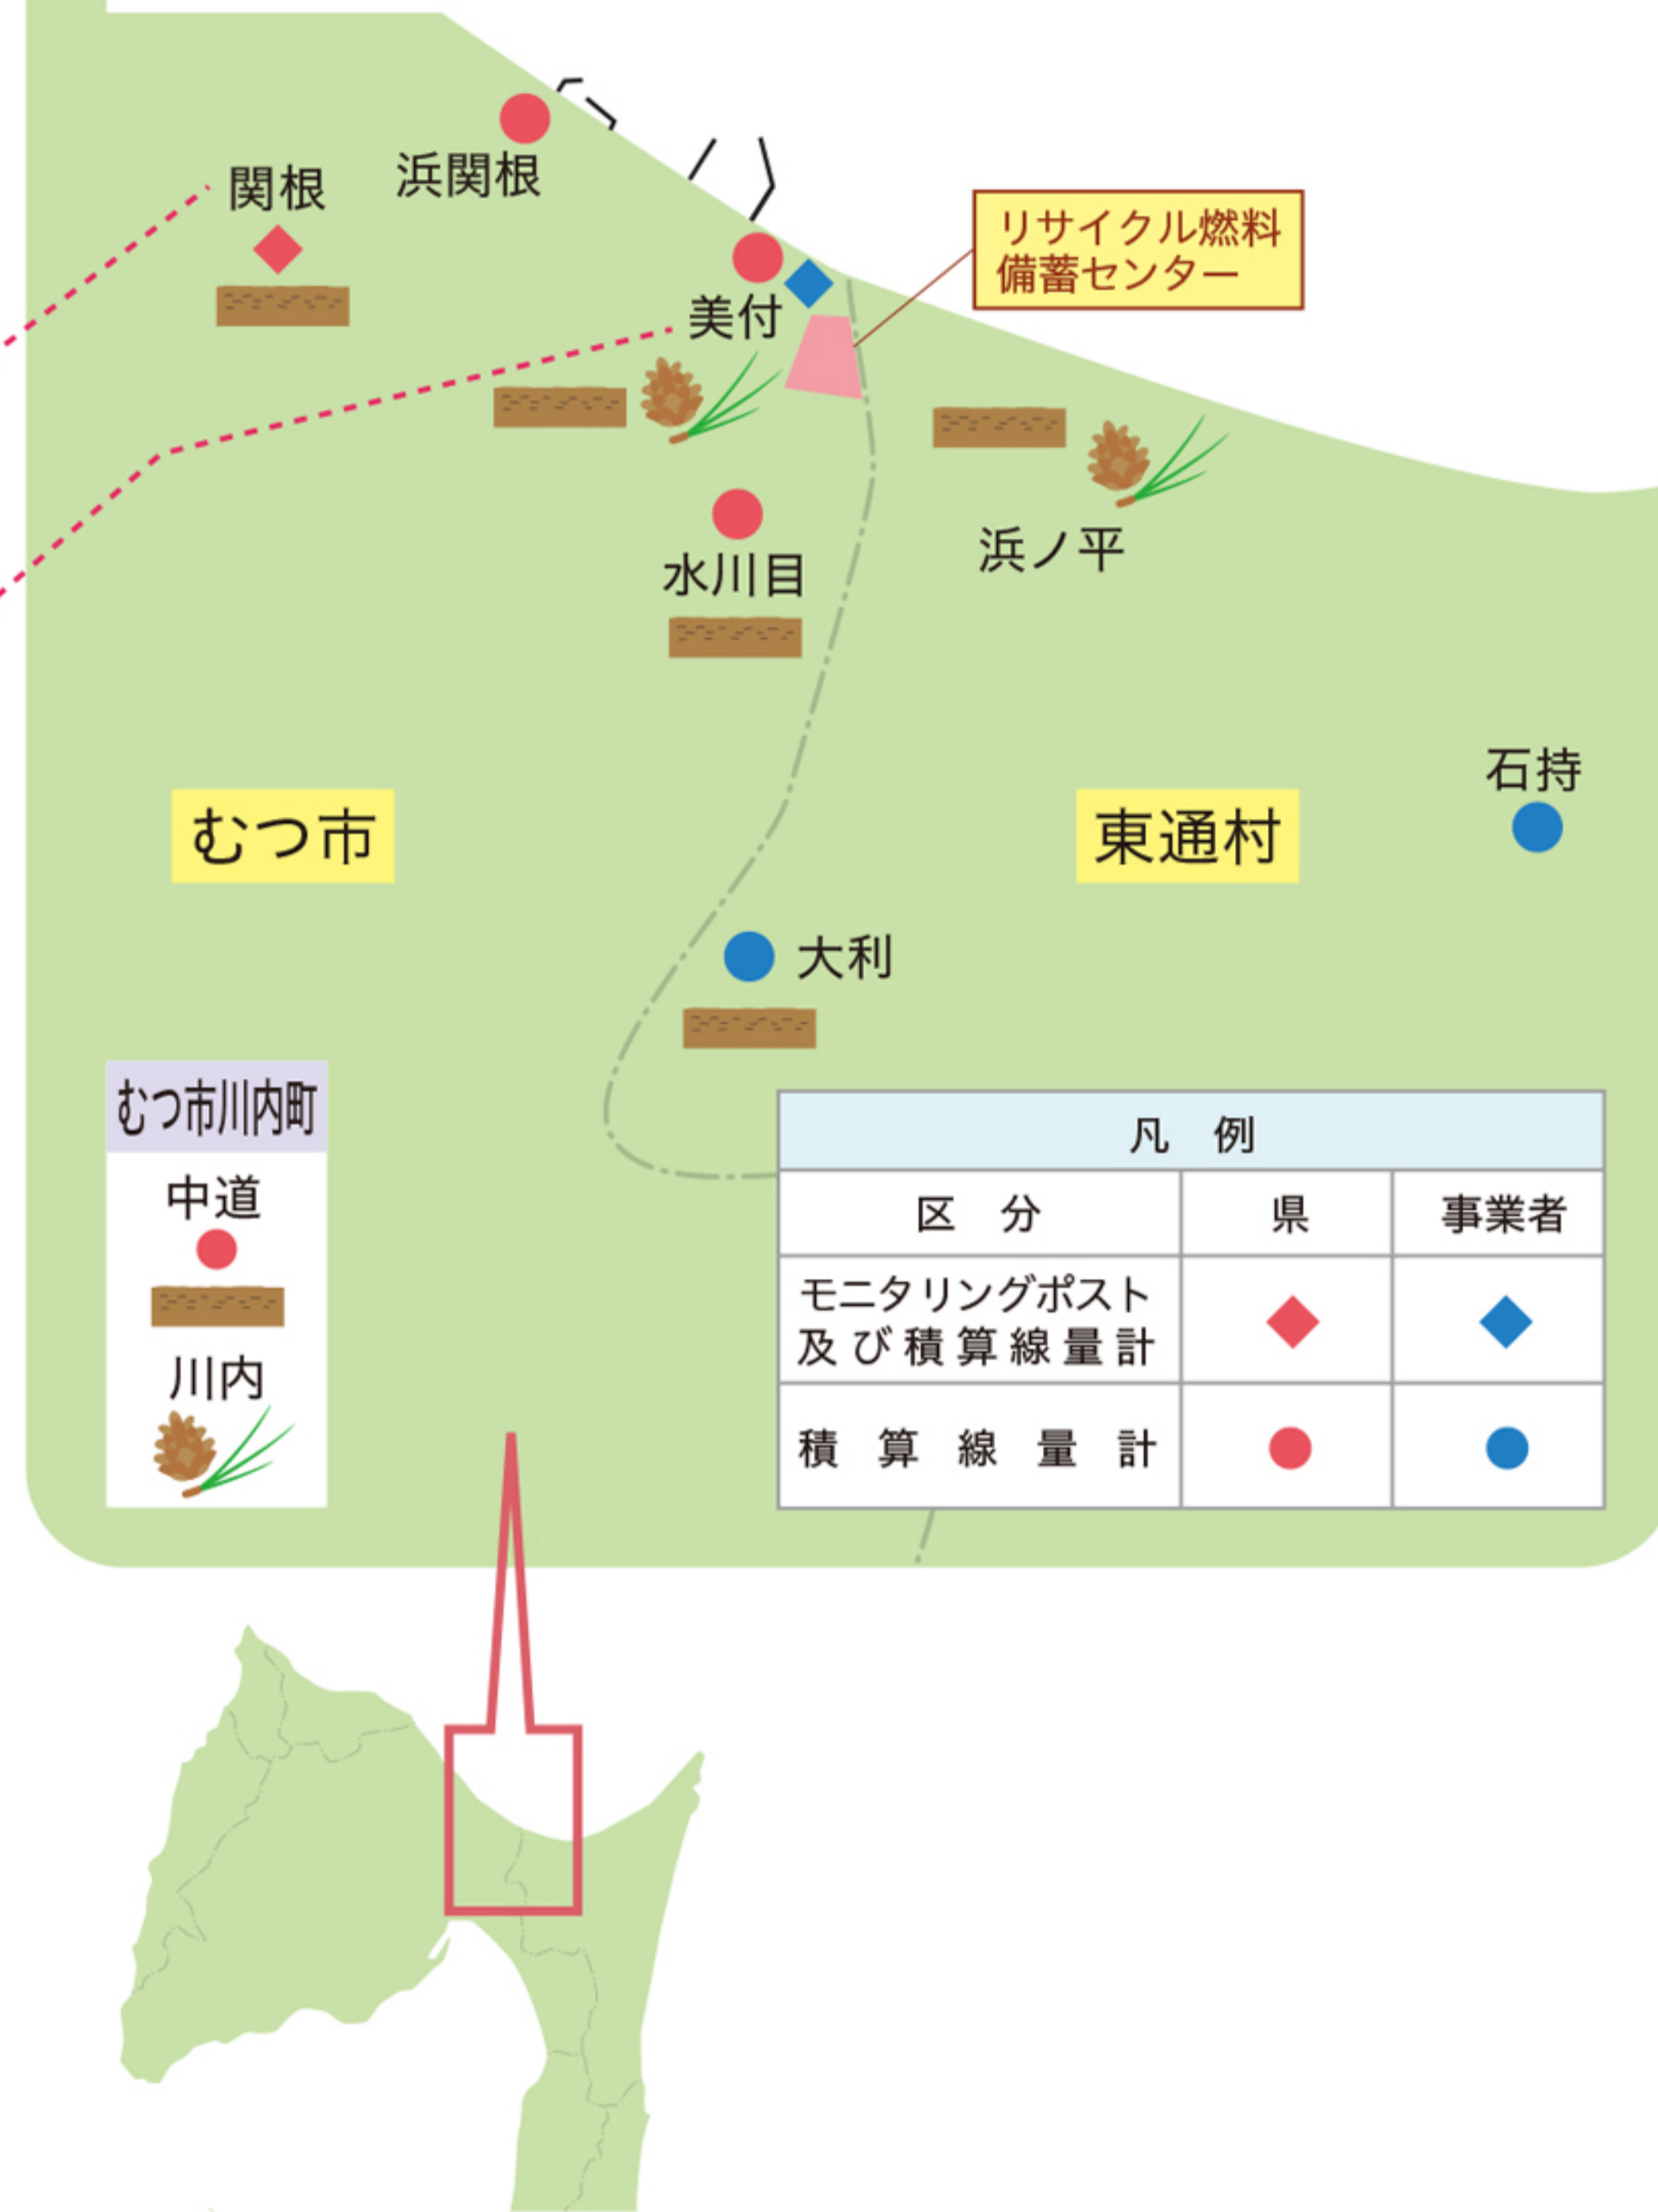 関根
浜関根
リサイクル燃料
備蓄センター
美付
水川目
浜ノ平
石持
むつ市
東通村
大利
むつ市川内町
中道
川内
凡 例
区 分 県 事業者
モニタリングポスト
及び積算線量計
積算線量計